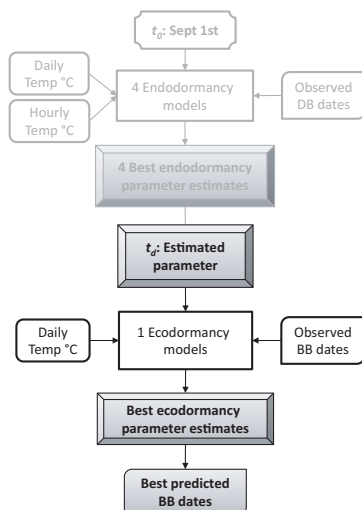 t₀: Sept 1st
Daily
Temp °C
Hourly
Temp °C
4 Endodormancy
models
Observed
DB dates
4 Best endodormancy
parameter estimates
t_d: Estimated
parameter
Daily
Temp °C
1 Ecodormancy
models
Observed
BB dates
Best ecodormancy
parameter estimates
Best predicted
BB dates